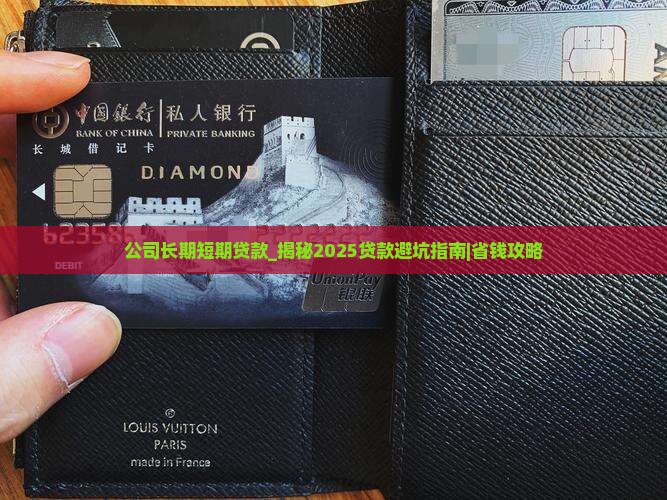 中国银行 私人银行
BANK OF CHINA PRIVATE BANKING
长城借记卡
DIAMOND
公司长期短期贷款_揭秘2025贷款避坑指南|省钱攻略
DEBIT
UnionPay
银联
LOUIS VUITTON
PARIS
made in France